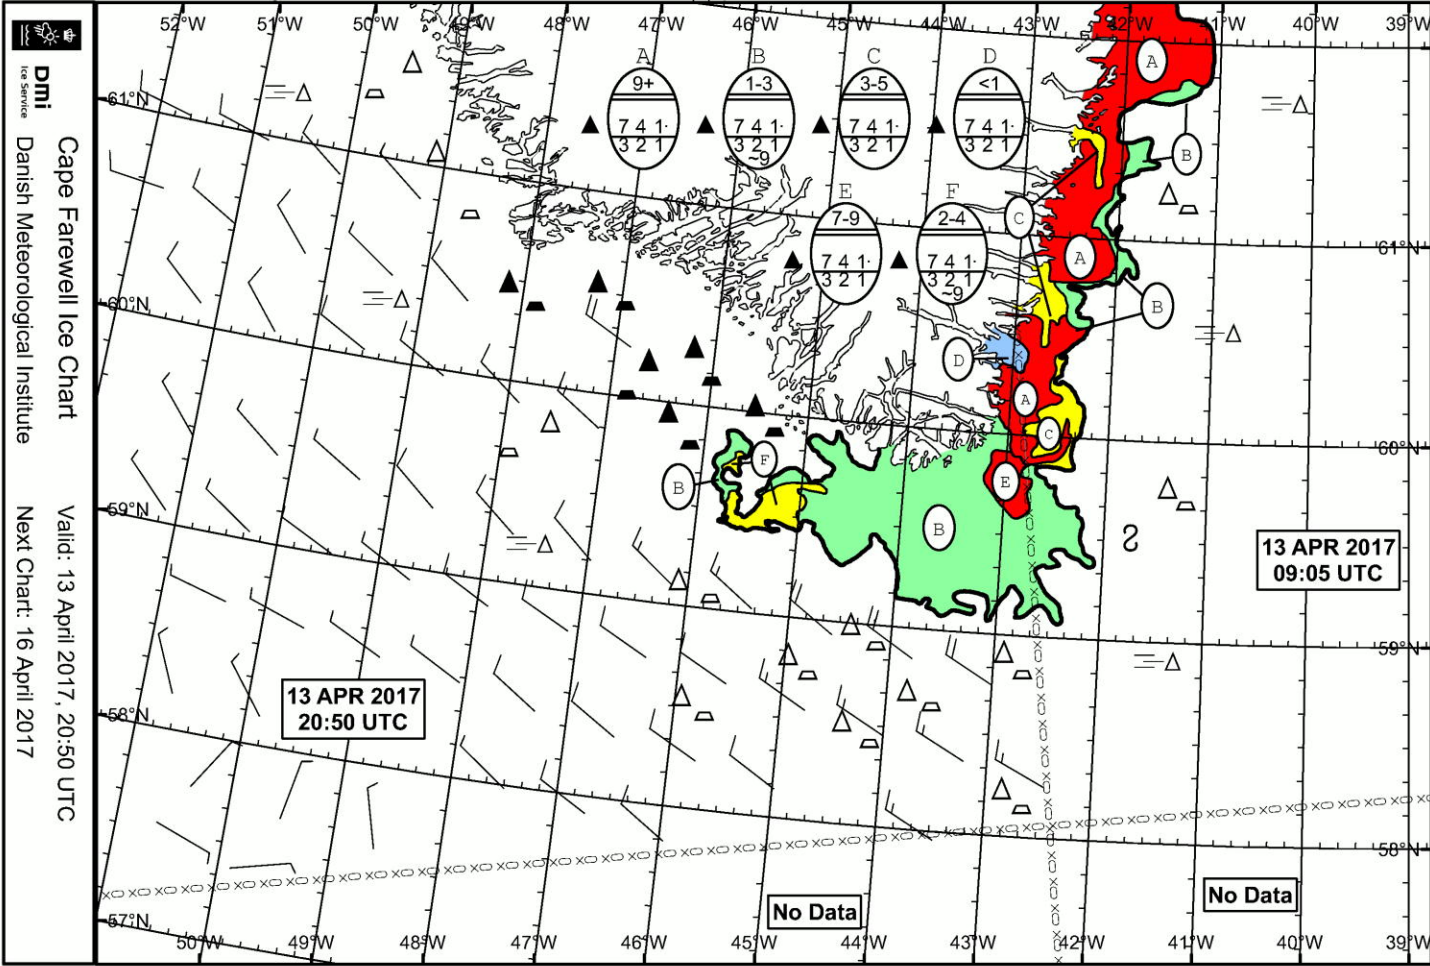 Dmi
Ice Service
Cape Farewell Ice Chart
Danish Meteorological Institute
Valid: 13 April 2017, 20:50 UTC
Next Chart: 16 April 2017
52°W 51°W 50°W 49°W 48°W 47°W 46°W 45°W 44°W 43°W 42°W 41°W 40°W 39°W
A B C D
9+ 1-3 3-5 <1
7 4 1· 7 4 1· 7 4 1· 7 4 1·
3 2 1 3 2 1 3 2 1 3 2 1
~9
E F
7-9 2-4
7 4 1· 7 4 1·
3 2 1 3 2 1
~9
A
B
C
A
B
D
A
C
F
B
E
B
61°N
60°N
59°N
58°N
57°N
61°N
60°N
59°N
58°N
13 APR 2017
09:05 UTC
13 APR 2017
20:50 UTC
No Data
No Data
50°W 49°W 48°W 47°W 46°W 45°W 44°W 43°W 42°W 41°W 40°W 39°W